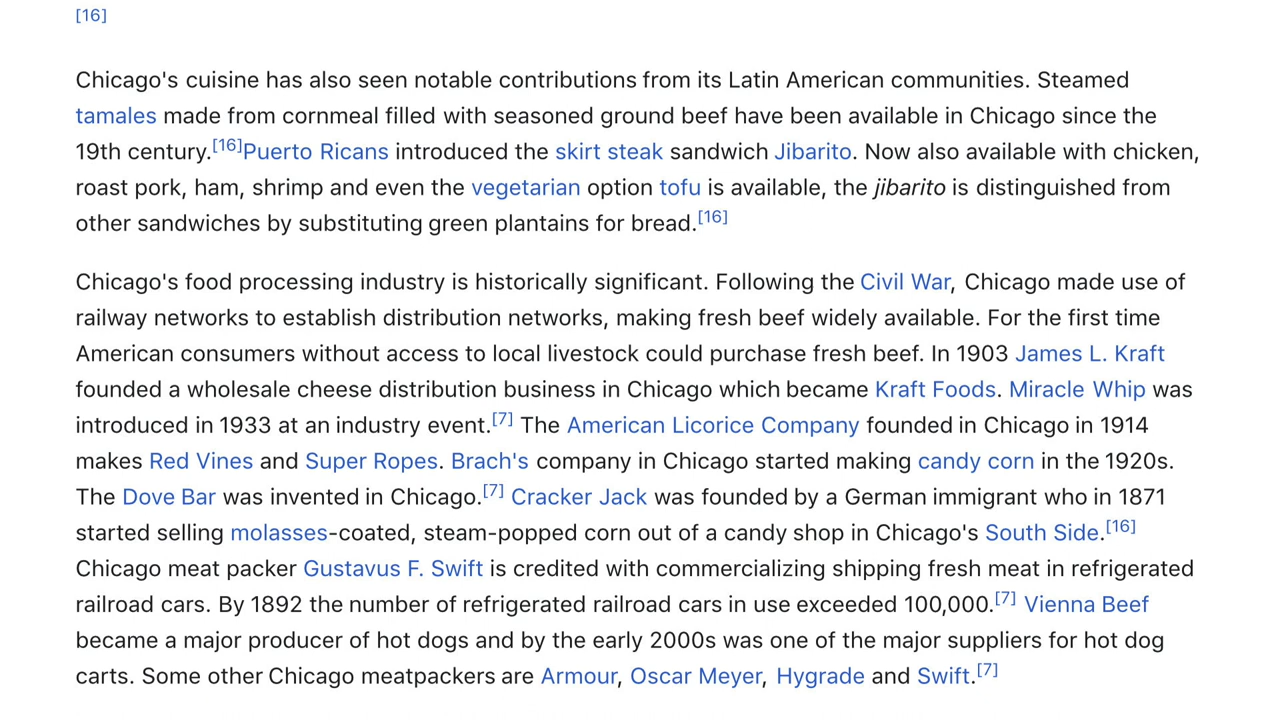 [16]
Chicago's cuisine has also seen notable contributions from its Latin American communities. Steamed
tamales made from cornmeal filled with seasoned ground beef have been available in Chicago since the
19th century.[16]Puerto Ricans introduced the skirt steak sandwich Jibarito. Now also available with chicken,
roast pork, ham, shrimp and even the vegetarian option tofu is available, the jibarito is distinguished from
other sandwiches by substituting green plantains for bread.[16]
Chicago's food processing industry is historically significant. Following the Civil War, Chicago made use of
railway networks to establish distribution networks, making fresh beef widely available. For the first time
American consumers without access to local livestock could purchase fresh beef. In 1903 James L. Kraft
founded a wholesale cheese distribution business in Chicago which became Kraft Foods. Miracle Whip was
introduced in 1933 at an industry event.[7] The American Licorice Company founded in Chicago in 1914
makes Red Vines and Super Ropes. Brach's company in Chicago started making candy corn in the 1920s.
The Dove Bar was invented in Chicago.[7] Cracker Jack was founded by a German immigrant who in 1871
started selling molasses-coated, steam-popped corn out of a candy shop in Chicago's South Side.[16]
Chicago meat packer Gustavus F. Swift is credited with commercializing shipping fresh meat in refrigerated
railroad cars. By 1892 the number of refrigerated railroad cars in use exceeded 100,000.[7] Vienna Beef
became a major producer of hot dogs and by the early 2000s was one of the major suppliers for hot dog
carts. Some other Chicago meatpackers are Armour, Oscar Meyer, Hygrade and Swift.[7]